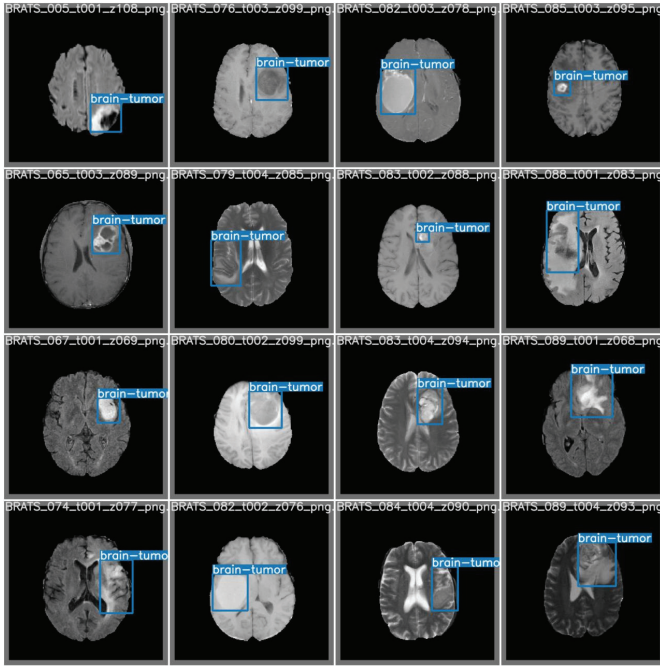 BRATS_005_t001_z108_png.
BRATS_076_t003_z099_png.
BRATS_082_t003_z078_png.
BRATS_085_t003_z095_png.
brain-tumor
brain-tumor
brain-tumor
brain-tumor
BRATS_065_t003_z089_png.
BRATS_079_t004_z085_png.
BRATS_083_t002_z088_png.
BRATS_088_t001_z083_png.
brain-tumor
brain-tumor
brain-tumor
brain-tumor
BRATS_067_t001_z069_png.
BRATS_080_t002_z099_png.
BRATS_083_t004_z094_png.
BRATS_089_t001_z068_png.
brain-tumo
brain-tumor
brain-tumor
brain-tumor
BRATS_074_t001_z077_png.
BRATS_082_t002_z076_png.
BRATS_084_t004_z090_png.
BRATS_089_t004_z093_png.
brain-tumo
brain-tumor
brain-tumo
brain-tumor